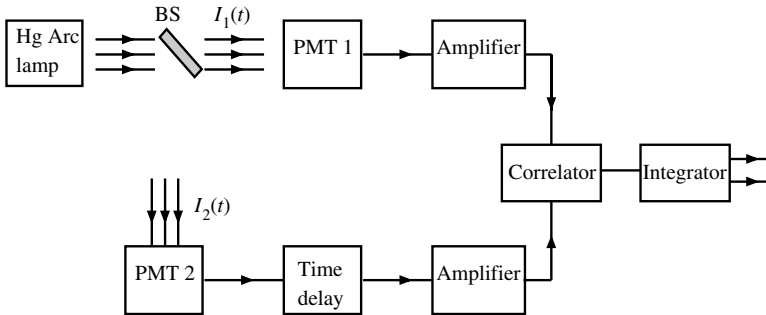 BS
I₁(t)
Hg Arc
lamp
PMT 1
Amplifier
Correlator
Integrator
I₂(t)
PMT 2
Time
delay
Amplifier